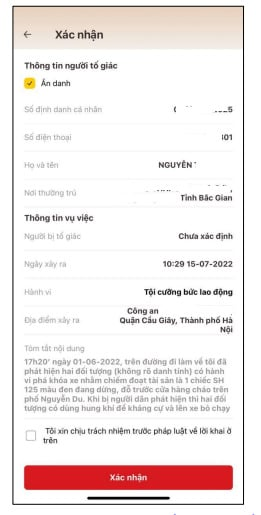 ← Xác nhận
Thông tin người tố giác
Ẩn danh
Số định danh cá nhân
Số điện thoại
Họ và tên NGUYỄN
Nơi thường trú
Tỉnh Bắc Gian
Thông tin vụ việc
Người bị tố giác Chưa xác định
Ngày xảy ra 10:29 15-07-2022
Hành vi Tội cưỡng bức lao động
Công an
Địa điểm xảy ra Quận Cầu Giấy, Thành phố Hà
Nội
Tóm tắt nội dung
17h20' ngày 01-06-2022, trên đường đi làm về tôi đã
phát hiện hai đối tượng (không rõ danh tính) có hành
vi phá khóa xe nhằm chiếm đoạt tài sản là 1 chiếc SH
125 màu đen đang dừng, đỗ trước cửa hàng cháo trên
phố Nguyễn Du. Khi bị người dân phát hiện thì hai đối
tượng có dùng hung khí để kháng cự và lên xe bỏ chạy
Tôi xin chịu trách nhiệm trước pháp luật về lời khai ở
trên
Xác nhận